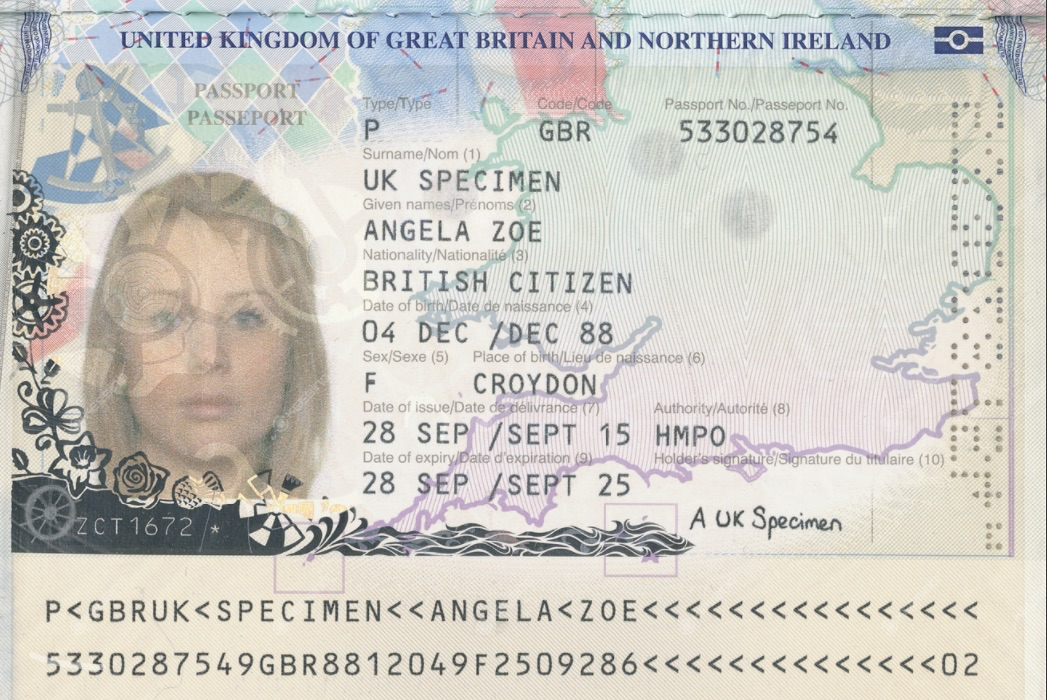 UNITED KINGDOM OF GREAT BRITAIN AND NORTHERN IRELAND
PASSPORT
PASSEPORT
Type/Type Code/Code Passport No./Passeport No.
P GBR 533028754
Surname/Nom (1)
UK SPECIMEN
Given names/Prénoms (2)
ANGELA ZOE
Nationality/Nationalité (3)
BRITISH CITIZEN
Date of birth/Date de naissance (4)
04 DEC /DEC 88
Sex/Sexe (5) Place of birth/Lieu de naissance (6)
F CROYDON
Date of issue/Date de délivrance (7) Authority/Autorité (8)
28 SEP /SEPT 15 HMPO
Date of expiry/Date d'expiration (9) Holder's signature/Signature du titulaire (10)
28 SEP /SEPT 25
A UK Specimen
ZCT1672 *
P<GBRUK<SPECIMEN<<ANGELA<ZOE<<<<<<<<<<<<<<<<
5330287549GBR8812049F2509286<<<<<<<<<<<<<<02